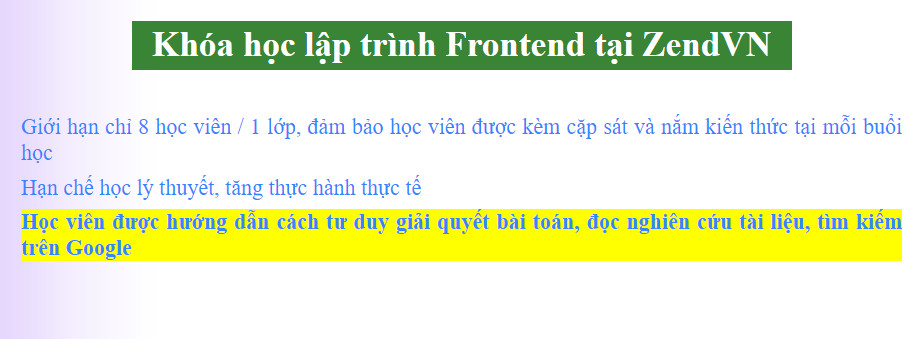 Khóa học lập trình Frontend tại ZendVN
Giới hạn chỉ 8 học viên / 1 lớp, đảm bảo học viên được kèm cặp sát và nắm kiến thức tại mỗi buổi
học
Hạn chế học lý thuyết, tăng thực hành thực tế
Học viên được hướng dẫn cách tư duy giải quyết bài toán, đọc nghiên cứu tài liệu, tìm kiếm
trên Google